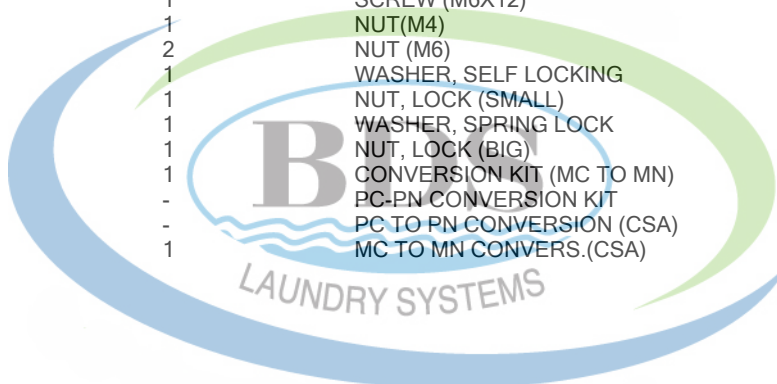 1 SCREW (M6X12)
1 NUT(M4)
2 NUT (M6)
1 WASHER, SELF LOCKING
1 NUT, LOCK (SMALL)
1 WASHER, SPRING LOCK
1 NUT, LOCK (BIG)
1 CONVERSION KIT (MC TO MN)
- PC-PN CONVERSION KIT
- PC TO PN CONVERSION (CSA)
1 MC TO MN CONVERS.(CSA)
BDS
LAUNDRY SYSTEMS